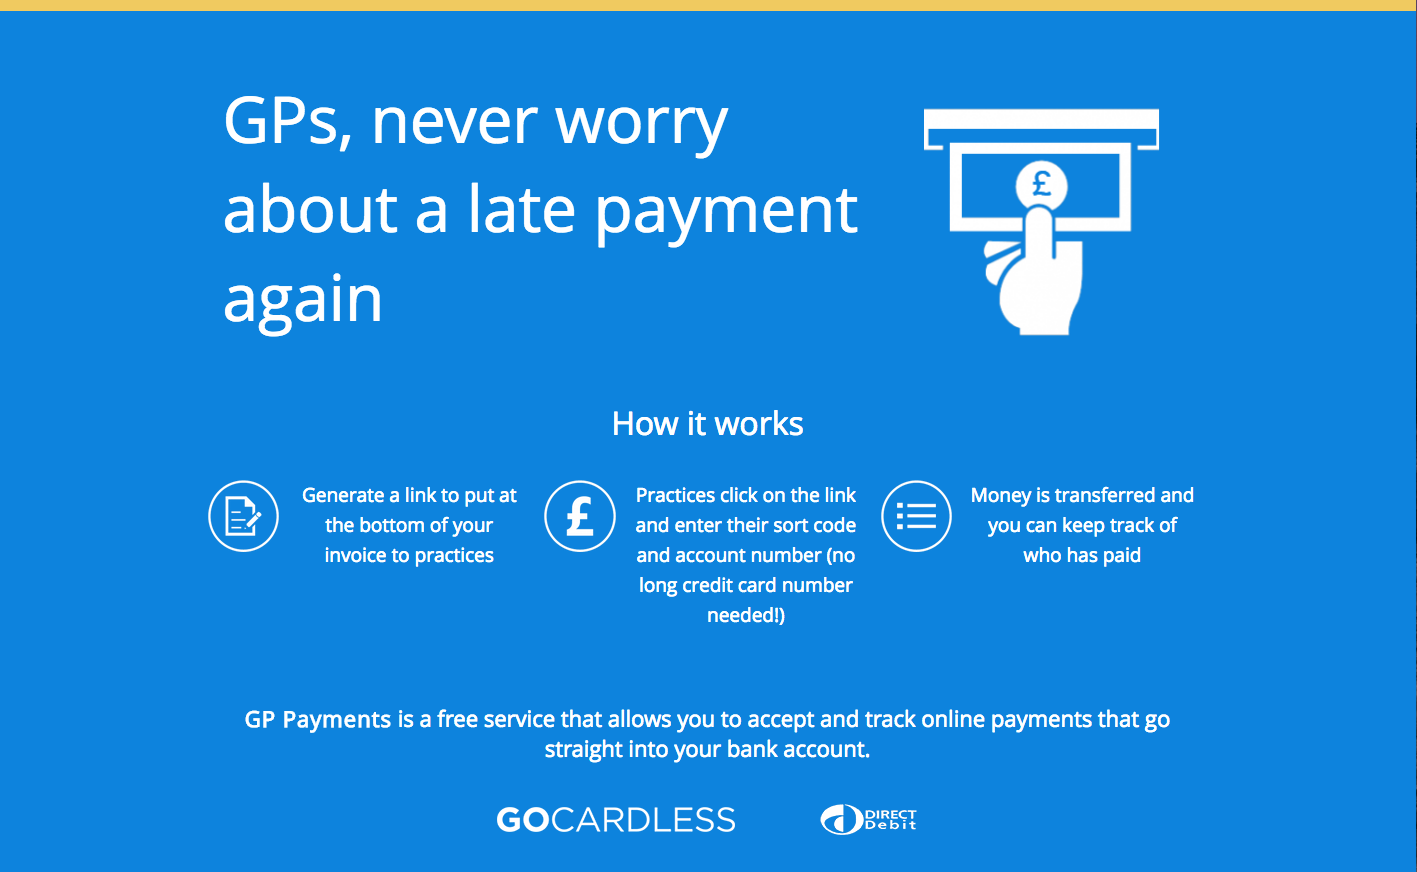 GPs, never worry
about a late payment
again
£
How it works
Generate a link to put at
the bottom of your
invoice to practices
£
Practices click on the link
and enter their sort code
and account number (no
long credit card number
needed!)
Money is transferred and
you can keep track of
who has paid
GP Payments is a free service that allows you to accept and track online payments that go
straight into your bank account.
GOCARDLESS
DIRECT
Debit